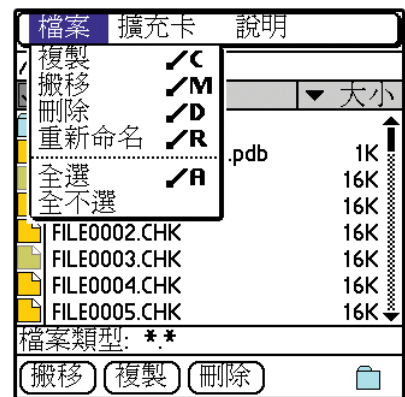 檔案 擴充卡 說明
複製 /C
搬移 /M
刪除 /D
重新命名 /R
全選 /A
全不選
▼ 大小
.pdb 1K
16K
16K
FILE0002.CHK 16K
FILE0003.CHK 16K
FILE0004.CHK 16K
FILE0005.CHK 16K
檔案類型: *.*
搬移 複製 刪除